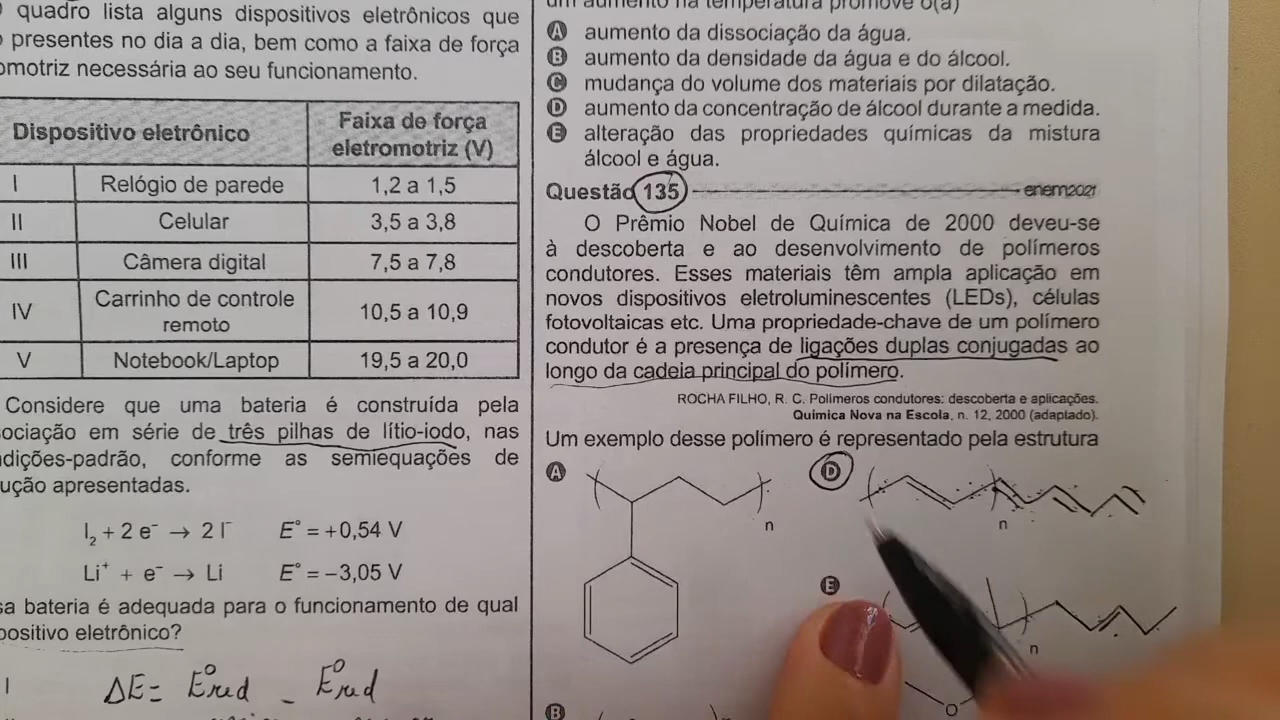 quadro lista alguns dispositivos eletrônicos que
presentes no dia a dia, bem como a faixa de força
omotriz necessária ao seu funcionamento.
Dispositivo eletrônico
Faixa de força
eletromotriz (V)
I Relógio de parede 1,2 a 1,5
II Celular 3,5 a 3,8
III Câmera digital 7,5 a 7,8
IV Carrinho de controle remoto 10,5 a 10,9
V Notebook/Laptop 19,5 a 20,0
Considere que uma bateria é construída pela
sociação em série de três pilhas de lítio-iodo, nas
ndições-padrão, conforme as semiequações de
ução apresentadas.
I₂ + 2 e⁻ → 2 I⁻ E° = +0,54 V
Li⁺ + e⁻ → Li E° = −3,05 V
sa bateria é adequada para o funcionamento de qual
positivo eletrônico?
I
ΔE = E°red - E°red
um aumento na temperatura promove o(a)
A aumento da dissociação da água.
B aumento da densidade da água e do álcool.
C mudança do volume dos materiais por dilatação.
D aumento da concentração de álcool durante a medida.
E alteração das propriedades químicas da mistura
álcool e água.
Questão 135 enem2021
O Prêmio Nobel de Química de 2000 deveu-se
à descoberta e ao desenvolvimento de polímeros
condutores. Esses materiais têm ampla aplicação em
novos dispositivos eletroluminescentes (LEDs), células
fotovoltaicas etc. Uma propriedade-chave de um polímero
condutor é a presença de ligações duplas conjugadas ao
longo da cadeia principal do polímero.
ROCHA FILHO, R. C. Polímeros condutores: descoberta e aplicações.
Química Nova na Escola, n. 12, 2000 (adaptado).
Um exemplo desse polímero é representado pela estrutura
A
n
D
n
E
n
O
B